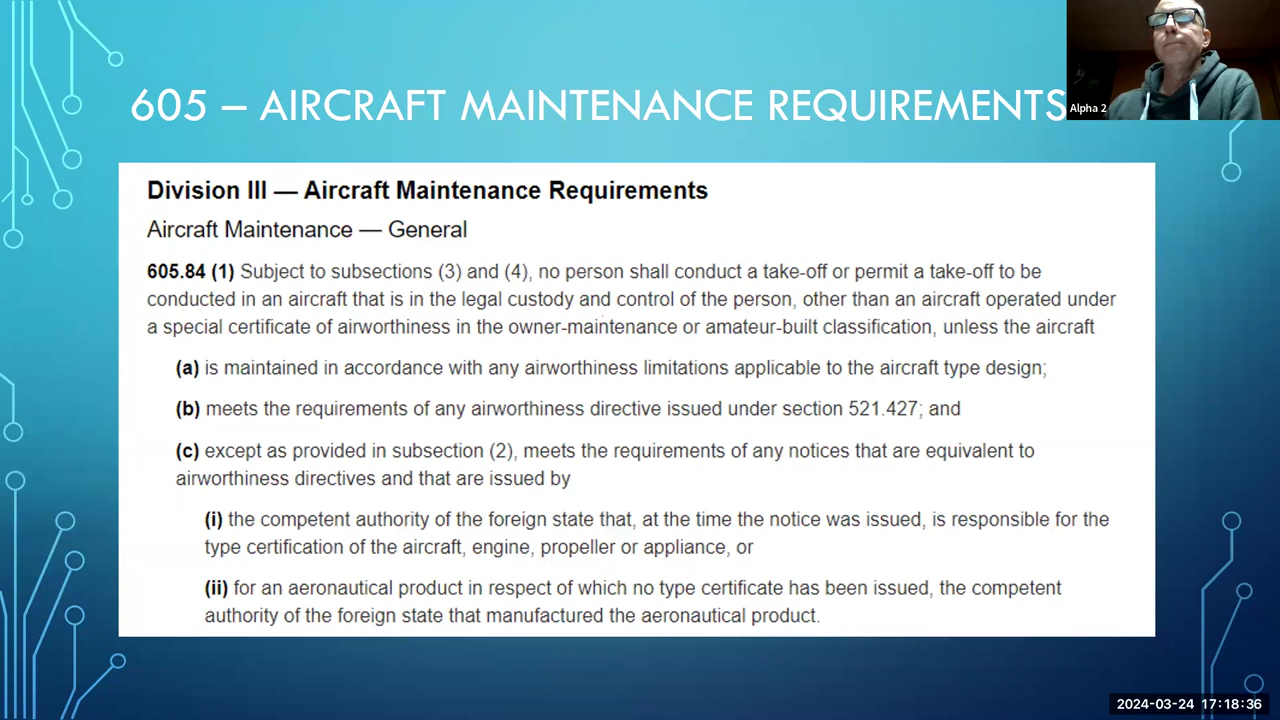 605 – AIRCRAFT MAINTENANCE REQUIREMENTS
Alpha 2
Division III — Aircraft Maintenance Requirements
Aircraft Maintenance — General
605.84 (1) Subject to subsections (3) and (4), no person shall conduct a take-off or permit a take-off to be
conducted in an aircraft that is in the legal custody and control of the person, other than an aircraft operated under
a special certificate of airworthiness in the owner-maintenance or amateur-built classification, unless the aircraft
(a) is maintained in accordance with any airworthiness limitations applicable to the aircraft type design;
(b) meets the requirements of any airworthiness directive issued under section 521.427; and
(c) except as provided in subsection (2), meets the requirements of any notices that are equivalent to
airworthiness directives and that are issued by
(i) the competent authority of the foreign state that, at the time the notice was issued, is responsible for the
type certification of the aircraft, engine, propeller or appliance, or
(ii) for an aeronautical product in respect of which no type certificate has been issued, the competent
authority of the foreign state that manufactured the aeronautical product.
2024-03-24 17:18:36